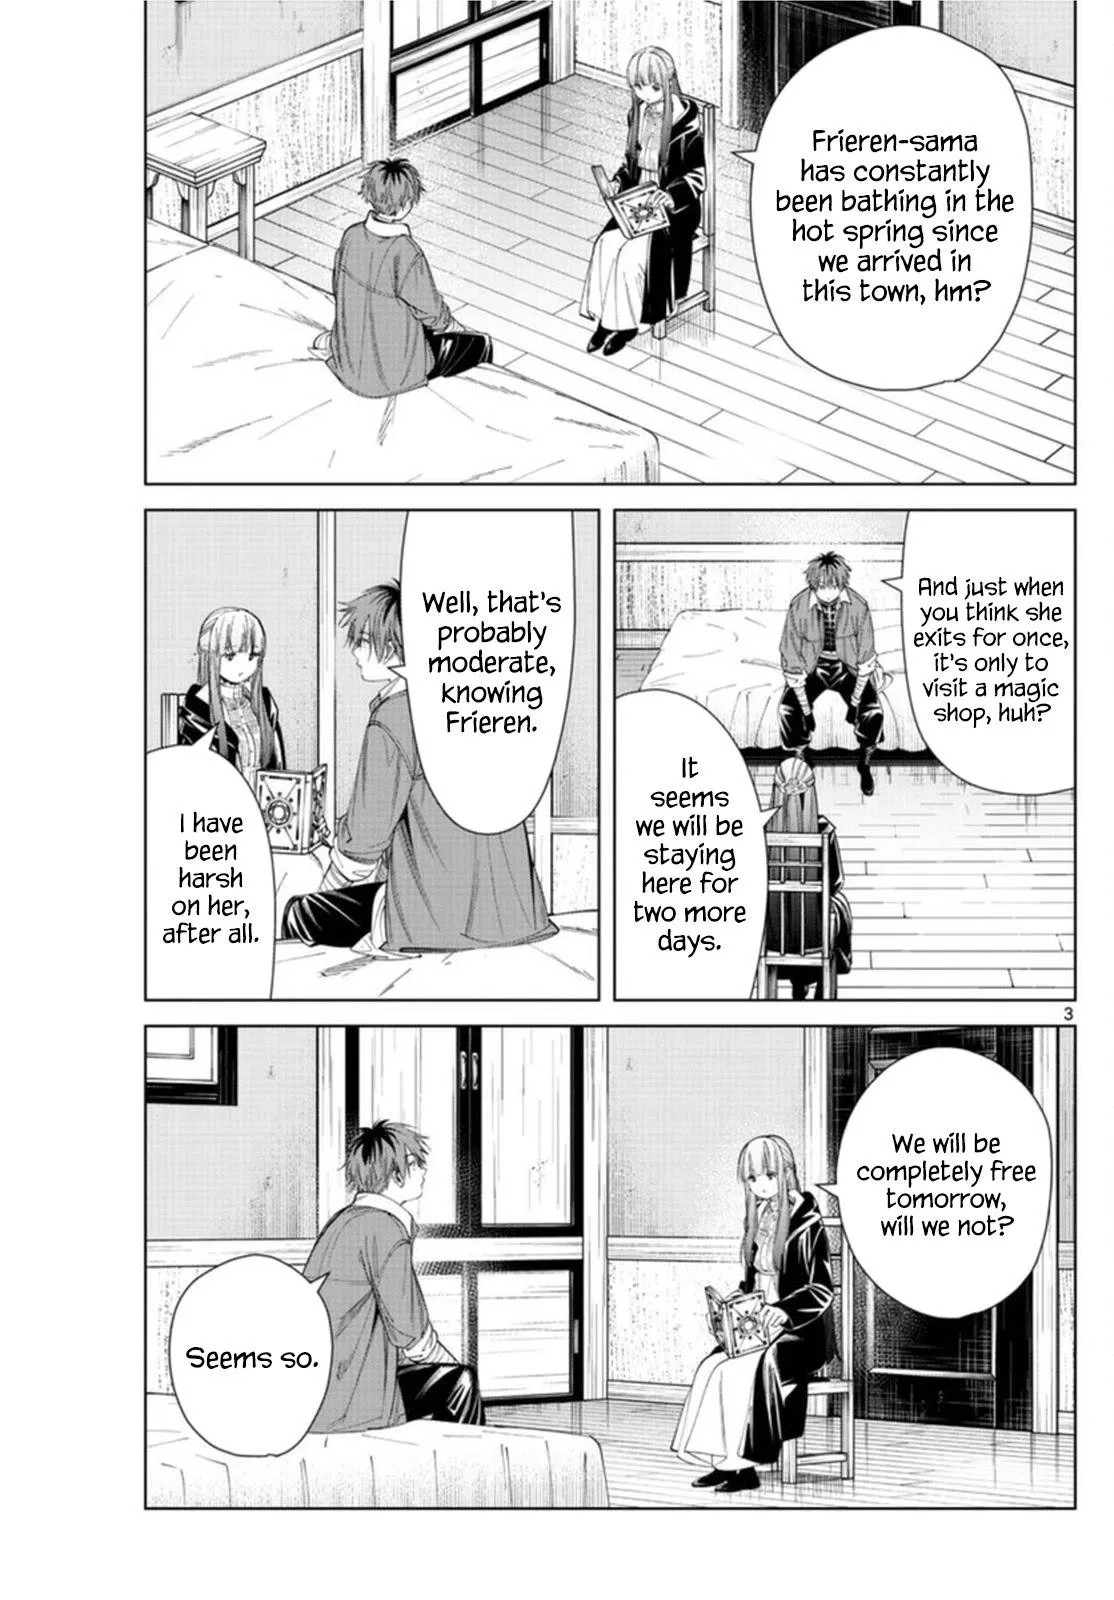 Frieren-sama
has constantly
been bathing in the
hot spring since
we arrived in
this town, hm?
And just when
you think she
exits for once,
it's only to
visit a magic
shop, huh?
It
seems
we will be
staying
here for
two more
days.
Well, that's
probably
moderate,
knowing
Frieren.
I have
been
harsh
on her,
after all.
3
We will be
completely free
tomorrow,
will we not?
Seems so.